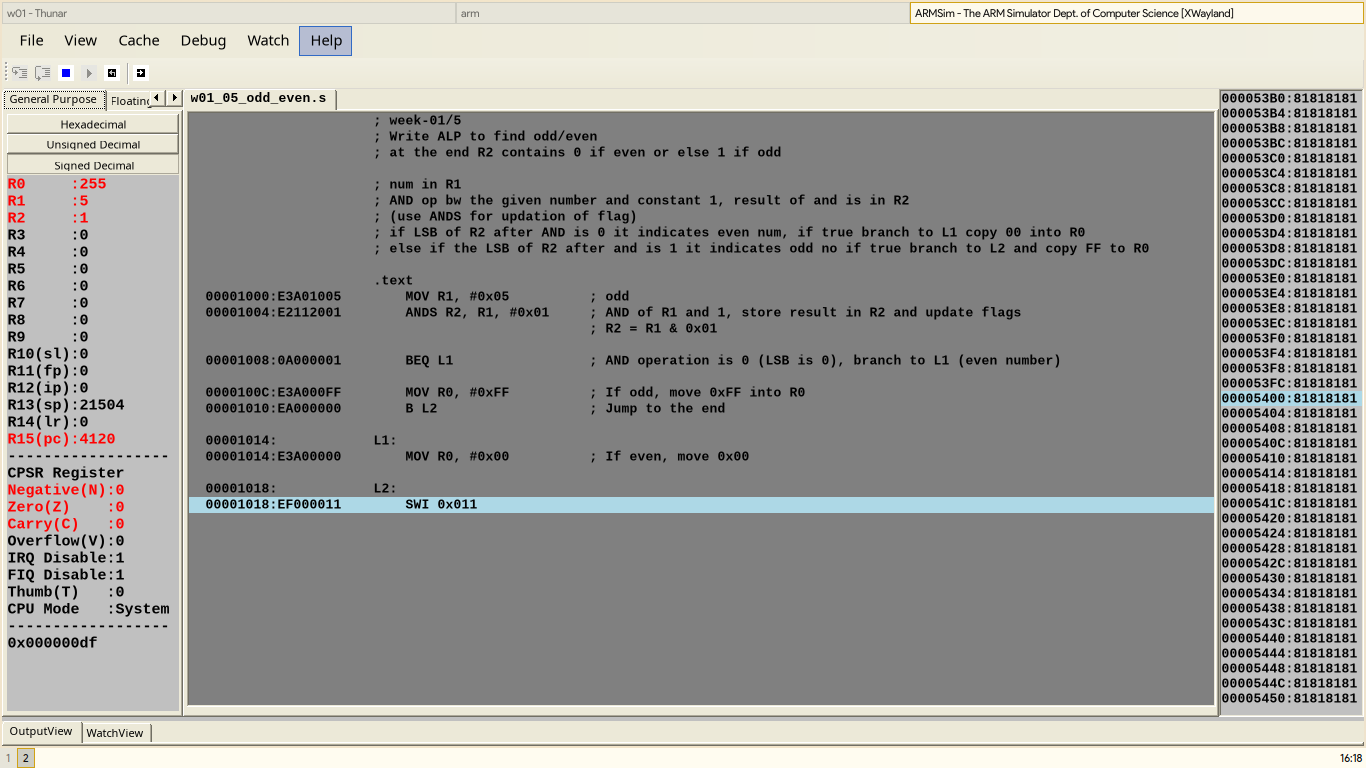 w01 - Thunar
arm
ARMSim - The ARM Simulator Dept. of Computer Science [XWayland]
File View Cache Debug Watch Help
General Purpose
Floating
w01_05_odd_even.s
Hexadecimal
Unsigned Decimal
Signed Decimal
R0 :255
R1 :5
R2 :1
R3 :0
R4 :0
R5 :0
R6 :0
R7 :0
R8 :0
R9 :0
R10(sl):0
R11(fp):0
R12(ip):0
R13(sp):21504
R14(lr):0
R15(pc):4120
------------------
CPSR Register
Negative(N):0
Zero(Z) :0
Carry(C) :0
Overflow(V):0
IRQ Disable:1
FIQ Disable:1
Thumb(T) :0
CPU Mode :System
------------------
0x000000df
; week-01/5
; Write ALP to find odd/even
; at the end R2 contains 0 if even or else 1 if odd
; num in R1
; AND op bw the given number and constant 1, result of and is in R2
; (use ANDS for updation of flag)
; if LSB of R2 after AND is 0 it indicates even num, if true branch to L1 copy 00 into R0
; else if the LSB of R2 after and is 1 it indicates odd no if true branch to L2 and copy FF to R0
.text
00001000:E3A01005 MOV R1, #0x05 ; odd
00001004:E2112001 ANDS R2, R1, #0x01 ; AND of R1 and 1, store result in R2 and update flags
; R2 = R1 & 0x01
00001008:0A000001 BEQ L1 ; AND operation is 0 (LSB is 0), branch to L1 (even number)
0000100C:E3A000FF MOV R0, #0xFF ; If odd, move 0xFF into R0
00001010:EA000000 B L2 ; Jump to the end
00001014: L1:
00001014:E3A00000 MOV R0, #0x00 ; If even, move 0x00
00001018: L2:
00001018:EF000011 SWI 0x011
000053B0:81818181
000053B4:81818181
000053B8:81818181
000053BC:81818181
000053C0:81818181
000053C4:81818181
000053C8:81818181
000053CC:81818181
000053D0:81818181
000053D4:81818181
000053D8:81818181
000053DC:81818181
000053E0:81818181
000053E4:81818181
000053E8:81818181
000053EC:81818181
000053F0:81818181
000053F4:81818181
000053F8:81818181
000053FC:81818181
00005400:81818181
00005404:81818181
00005408:81818181
0000540C:81818181
00005410:81818181
00005414:81818181
00005418:81818181
0000541C:81818181
00005420:81818181
00005424:81818181
00005428:81818181
0000542C:81818181
00005430:81818181
00005434:81818181
00005438:81818181
0000543C:81818181
00005440:81818181
00005444:81818181
00005448:81818181
0000544C:81818181
00005450:81818181
OutputView
WatchView
1 2
16:18